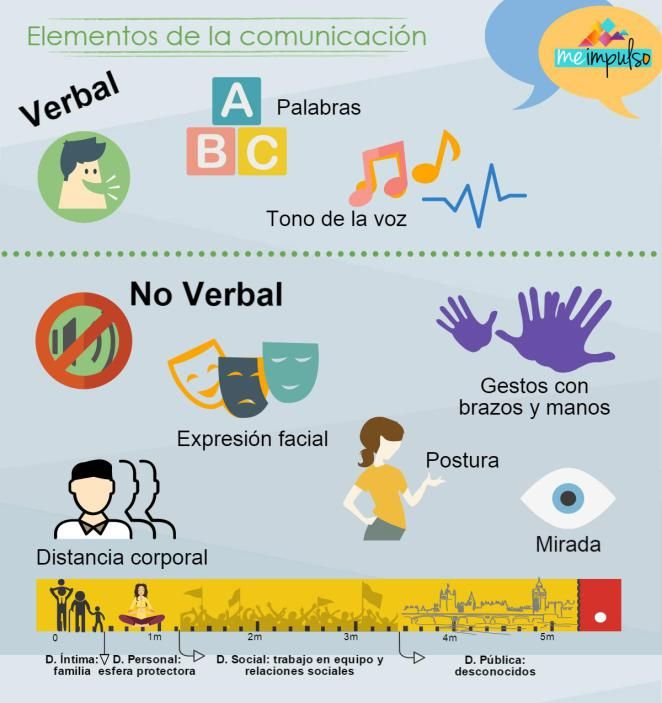 Elementos de la comunicación
meimpulso
Verbal
A
B C
Palabras
Tono de la voz
No Verbal
Gestos con
brazos y manos
Expresión facial
Postura
Mirada
Distancia corporal
0 1m 2m 3m 4m 5m
D. Íntima:
familia
D. Personal:
esfera protectora
D. Social: trabajo en equipo y
relaciones sociales
D. Pública:
desconocidos